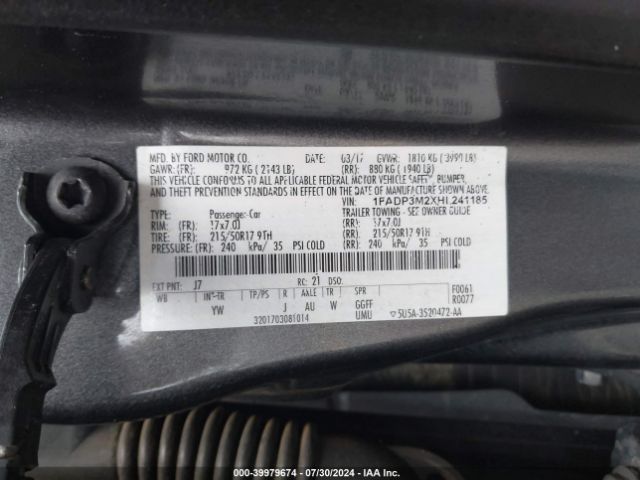 MFD. BY FORD MOTOR CO. DATE: 03/17 GVWR: 1810 KG ( 3990 LB)
GAWR: (FR): 972 KG ( 2143 LB) (RR): 880 KG ( 1940 LB)
THIS VEHICLE CONFORMS TO ALL APPLICABLE FEDERAL MOTOR VEHICLE SAFETY, BUMPER,
AND THEFT PREVENTION STANDARDS IN EFFECT ON THE DATE OF MANUFACTURE SHOWN ABOVE.
VIN: 1FADP3M2XHL241185
TYPE: Passenger Car TRAILER TOWING - SEE OWNER GUIDE
RIM: (FR): 17x7.0J (RR): 17x7.0J
TIRE: (FR): 215/50R17 91H (RR): 215/50R17 91H
PRESSURE: (FR): 240 kPa/ 35 PSI COLD (RR): 240 kPa/ 35 PSI COLD
EXT PNT: J7 RC: 21 DSO: F0061
WB INT-TR TP/PS R AXLE TR SPR R0077
YW J AU W GGFF
3201703081014 UMU 5U5A-3520472-AA
000-39979674 / 07/30/2024 - IAA Inc.